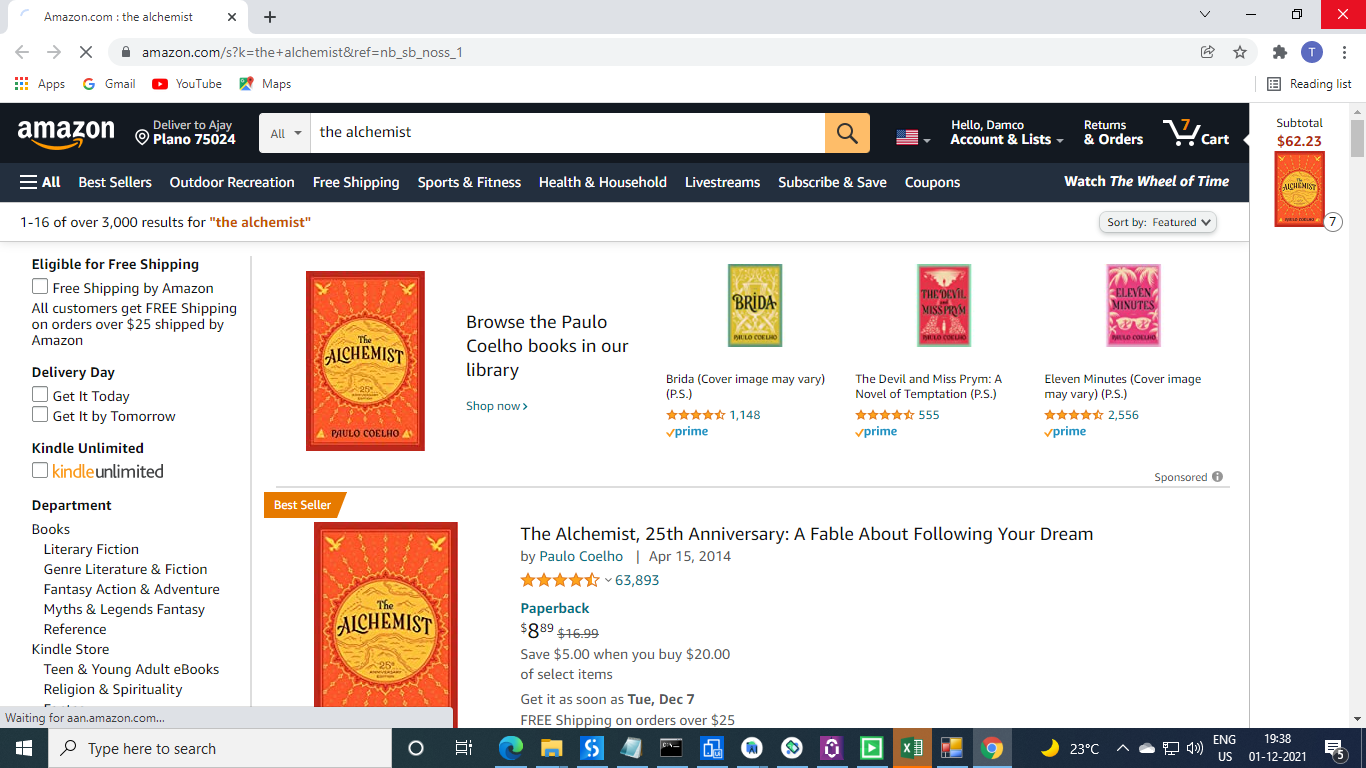 Amazon.com : the alchemist
amazon.com/s?k=the+alchemist&ref=nb_sb_noss_1
T
Apps
Gmail
YouTube
Maps
Reading list
amazon
Deliver to Ajay
Plano 75024
All
the alchemist
Hello, Damco
Account & Lists
Returns
& Orders
7
Cart
Subtotal
$62.23
All
Best Sellers
Outdoor Recreation
Free Shipping
Sports & Fitness
Health & Household
Livestreams
Subscribe & Save
Coupons
Watch The Wheel of Time
The
ALCHEMIST
PAULO COELHO
7
1-16 of over 3,000 results for "the alchemist"
Sort by: Featured
Eligible for Free Shipping
Free Shipping by Amazon
All customers get FREE Shipping
on orders over $25 shipped by
Amazon
Delivery Day
Get It Today
Get It by Tomorrow
Kindle Unlimited
kindleunlimited
Department
Books
Literary Fiction
Genre Literature & Fiction
Fantasy Action & Adventure
Myths & Legends Fantasy
Reference
Kindle Store
Teen & Young Adult eBooks
Religion & Spirituality
The
ALCHEMIST
25th
ANNIVERSARY
EDITION
PAULO COELHO
Browse the Paulo
Coelho books in our
library
Shop now
BRIDA
PAULO COELHO
Brida (Cover image may vary)
(P.S.)
1,148
prime
THE DEVIL
and
MISS PRYM
PAULO COELHO
The Devil and Miss Prym: A
Novel of Temptation (P.S.)
555
prime
ELEVEN
MINUTES
PAULO COELHO
Eleven Minutes (Cover image
may vary) (P.S.)
2,556
prime
Sponsored
Best Seller
The
ALCHEMIST
25th
ANNIVERSARY
EDITION
The Alchemist, 25th Anniversary: A Fable About Following Your Dream
by Paulo Coelho | Apr 15, 2014
63,893
Paperback
$8 89 $16.99
Save $5.00 when you buy $20.00
of select items
Get it as soon as Tue, Dec 7
FREE Shipping on orders over $25
Waiting for aan.amazon.com...
Type here to search
23°C
ENG
US
19:38
01-12-2021
5